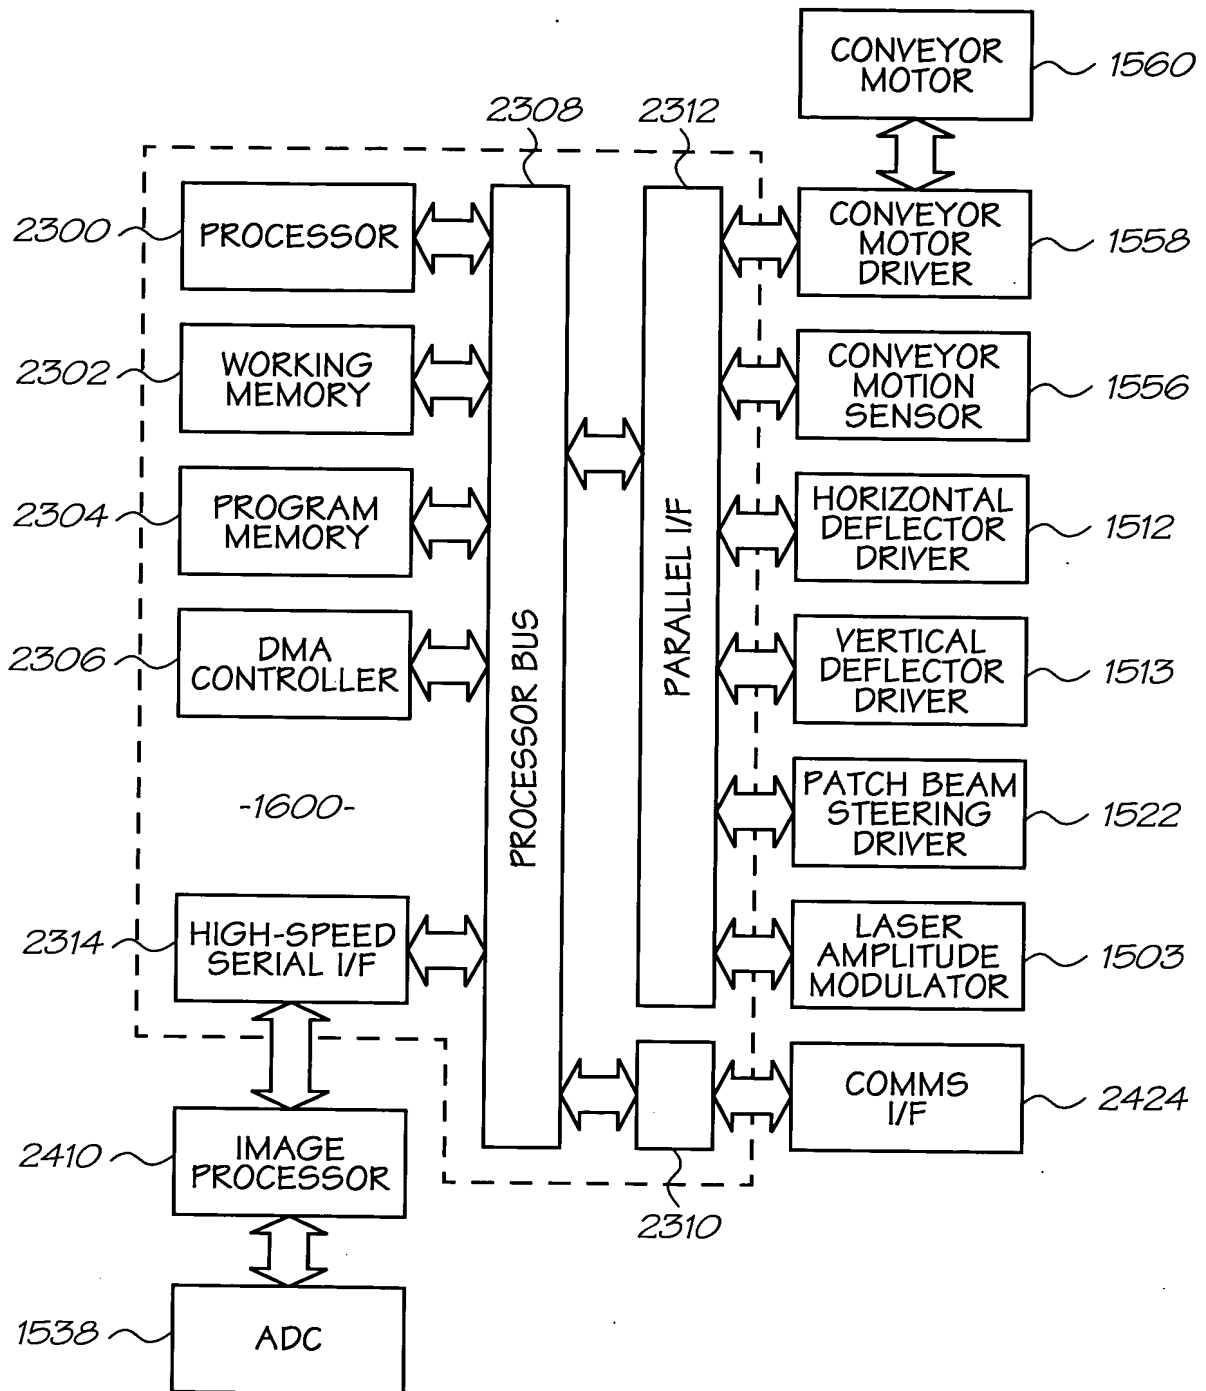 CONVEYOR
MOTOR
1560
2308
2312
2300
PROCESSOR
CONVEYOR
MOTOR
DRIVER
1558
2302
WORKING
MEMORY
CONVEYOR
MOTION
SENSOR
1556
2304
PROGRAM
MEMORY
HORIZONTAL
DEFLECTOR
DRIVER
1512
2306
DMA
CONTROLLER
PROCESSOR BUS
PARALLEL I/F
VERTICAL
DEFLECTOR
DRIVER
1513
-1600-
PATCH BEAM
STEERING
DRIVER
1522
2314
HIGH-SPEED
SERIAL I/F
LASER
AMPLITUDE
MODULATOR
1503
COMMS
I/F
2424
2410
IMAGE
PROCESSOR
2310
1538
ADC